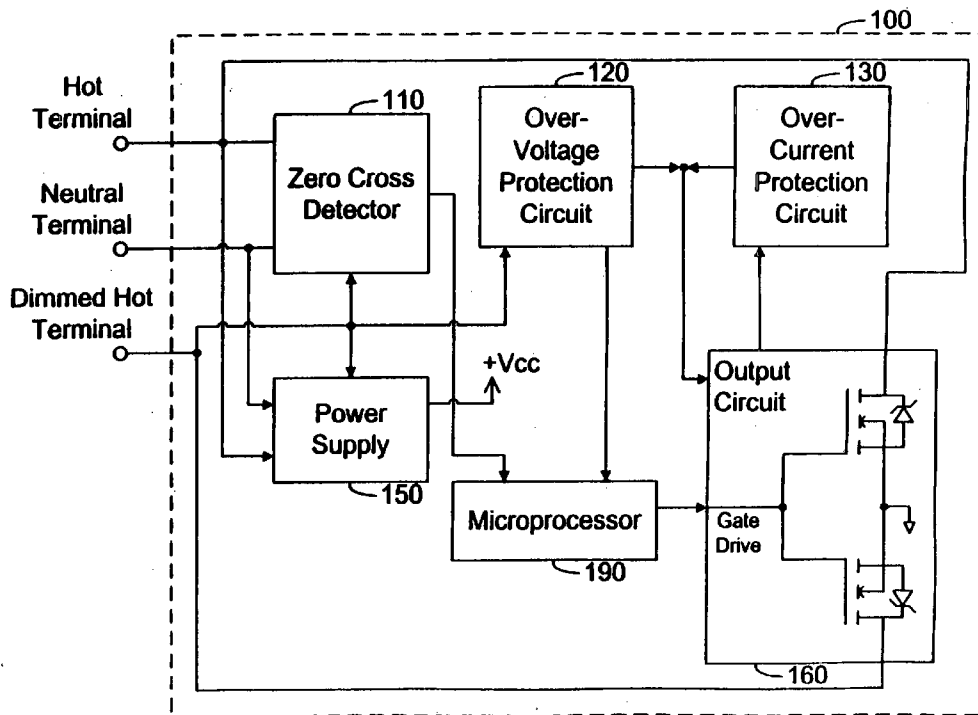 100
Hot
Terminal
110
Zero Cross
Detector
120
Over-
Voltage
Protection
Circuit
130
Over-
Current
Protection
Circuit
Neutral
Terminal
Dimmed Hot
Terminal
+Vcc
Power
Supply
150
Microprocessor
190
Output
Circuit
Gate
Drive
160